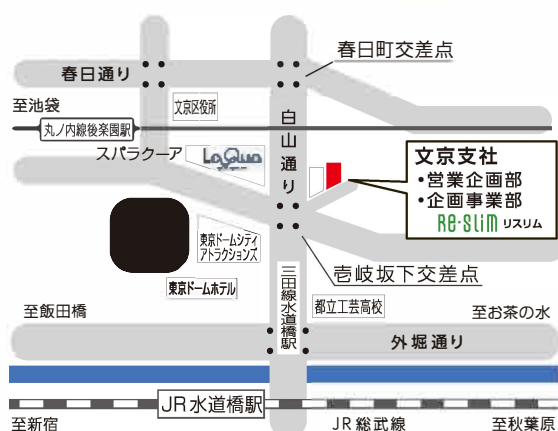 春日町交差点
春日通り
至池袋
文京区役所
丸ノ内線後楽園駅
白山通り
スパラクーア
LaQua
文京支社
・営業企画部
・企画事業部
Re・slim リスリム
東京ドームシティ
アトラクションズ
東京ドームホテル
壱岐坂下交差点
三田線水道橋駅
都立工芸高校
至飯田橋
至お茶の水
外堀通り
JR水道橋駅
至新宿
JR総武線
至秋葉原